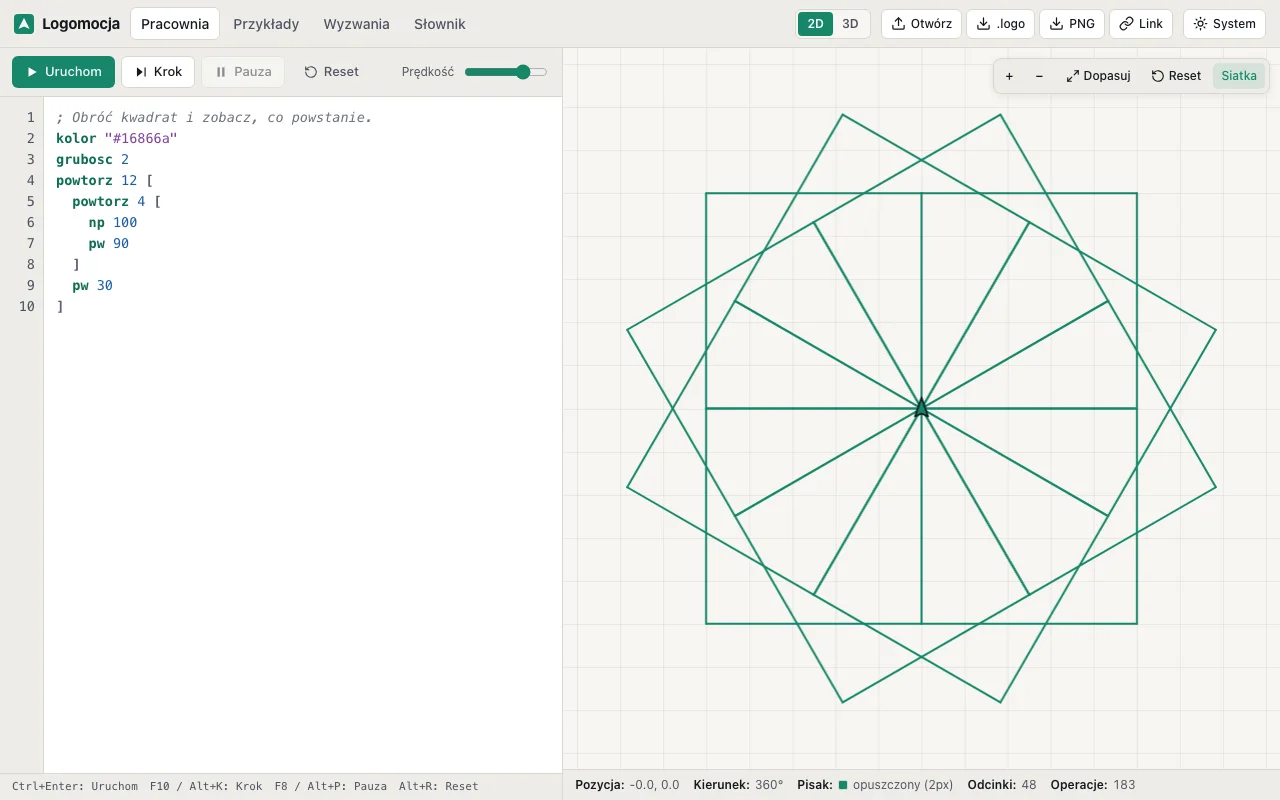 Logomocja Pracownia Przykłady Wyzwania Słownik 2D 3D Otwórz .logo PNG Link System
Uruchom Krok Pauza Reset Prędkość
+ − Dopasuj Reset Siatka
1 ; Obróć kwadrat i zobacz, co powstanie.
2 kolor "#16866a"
3 grubosc 2
4 powtorz 12 [
5 powtorz 4 [
6 np 100
7 pw 90
8 ]
9 pw 30
10 ]
Ctrl+Enter: Uruchom F10 / Alt+K: Krok F8 / Alt+P: Pauza Alt+R: Reset
Pozycja: -0.0, 0.0 Kierunek: 360° Pisak: opuszczony (2px) Odcinki: 48 Operacje: 183